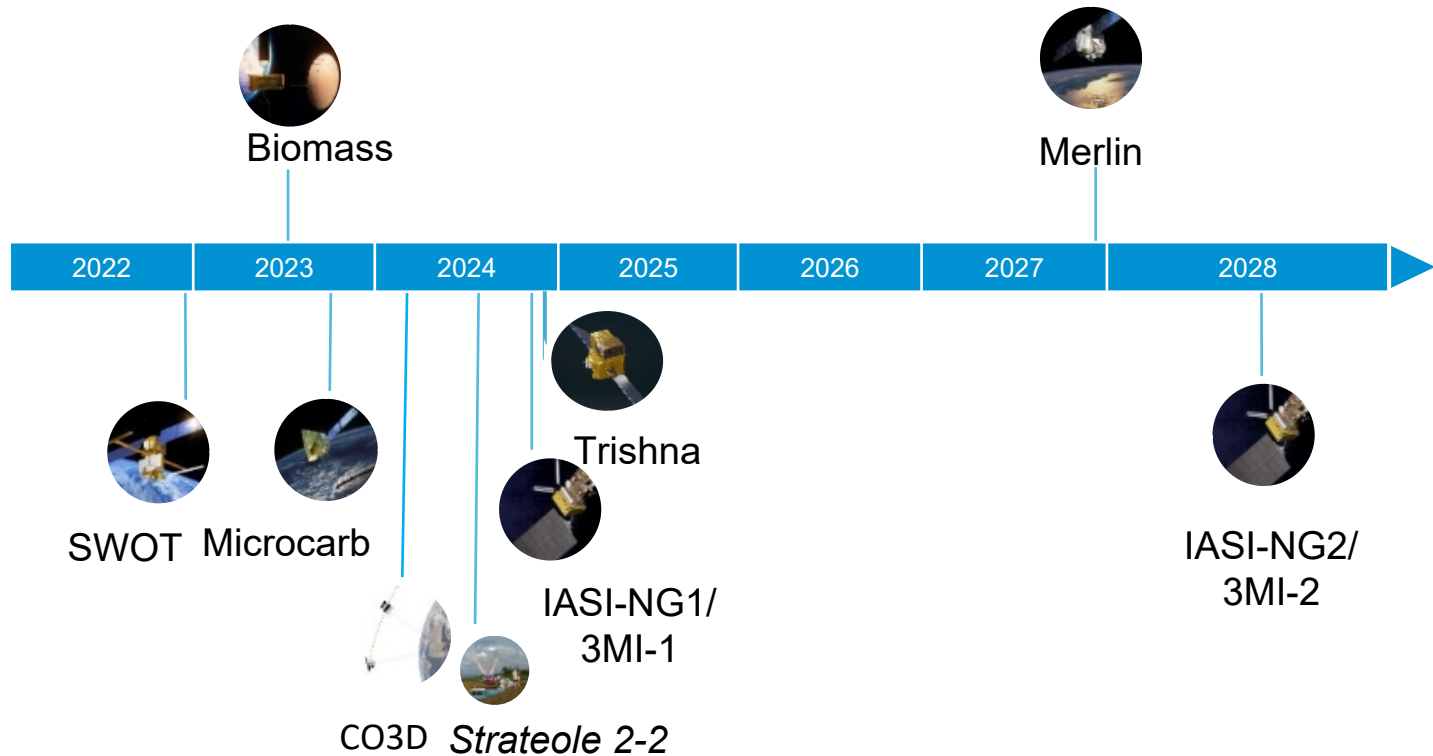 Biomass
Merlin
2022
2023
2024
2025
2026
2027
2028
Trishna
SWOT
Microcarb
IASI-NG1/
3MI-1
IASI-NG2/
3MI-2
CO3D
Strateole 2-2